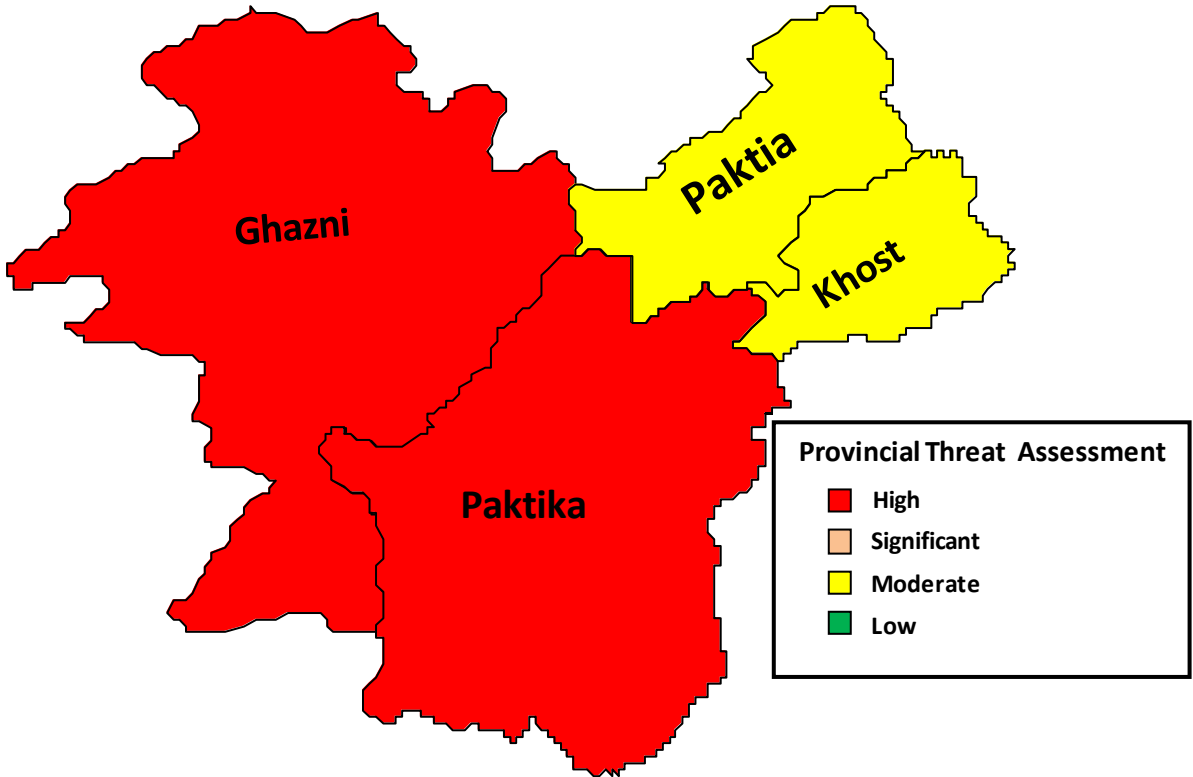 Paktia
Ghazni
Khost
Paktika
Provincial Threat Assessment
High
Significant
Moderate
Low